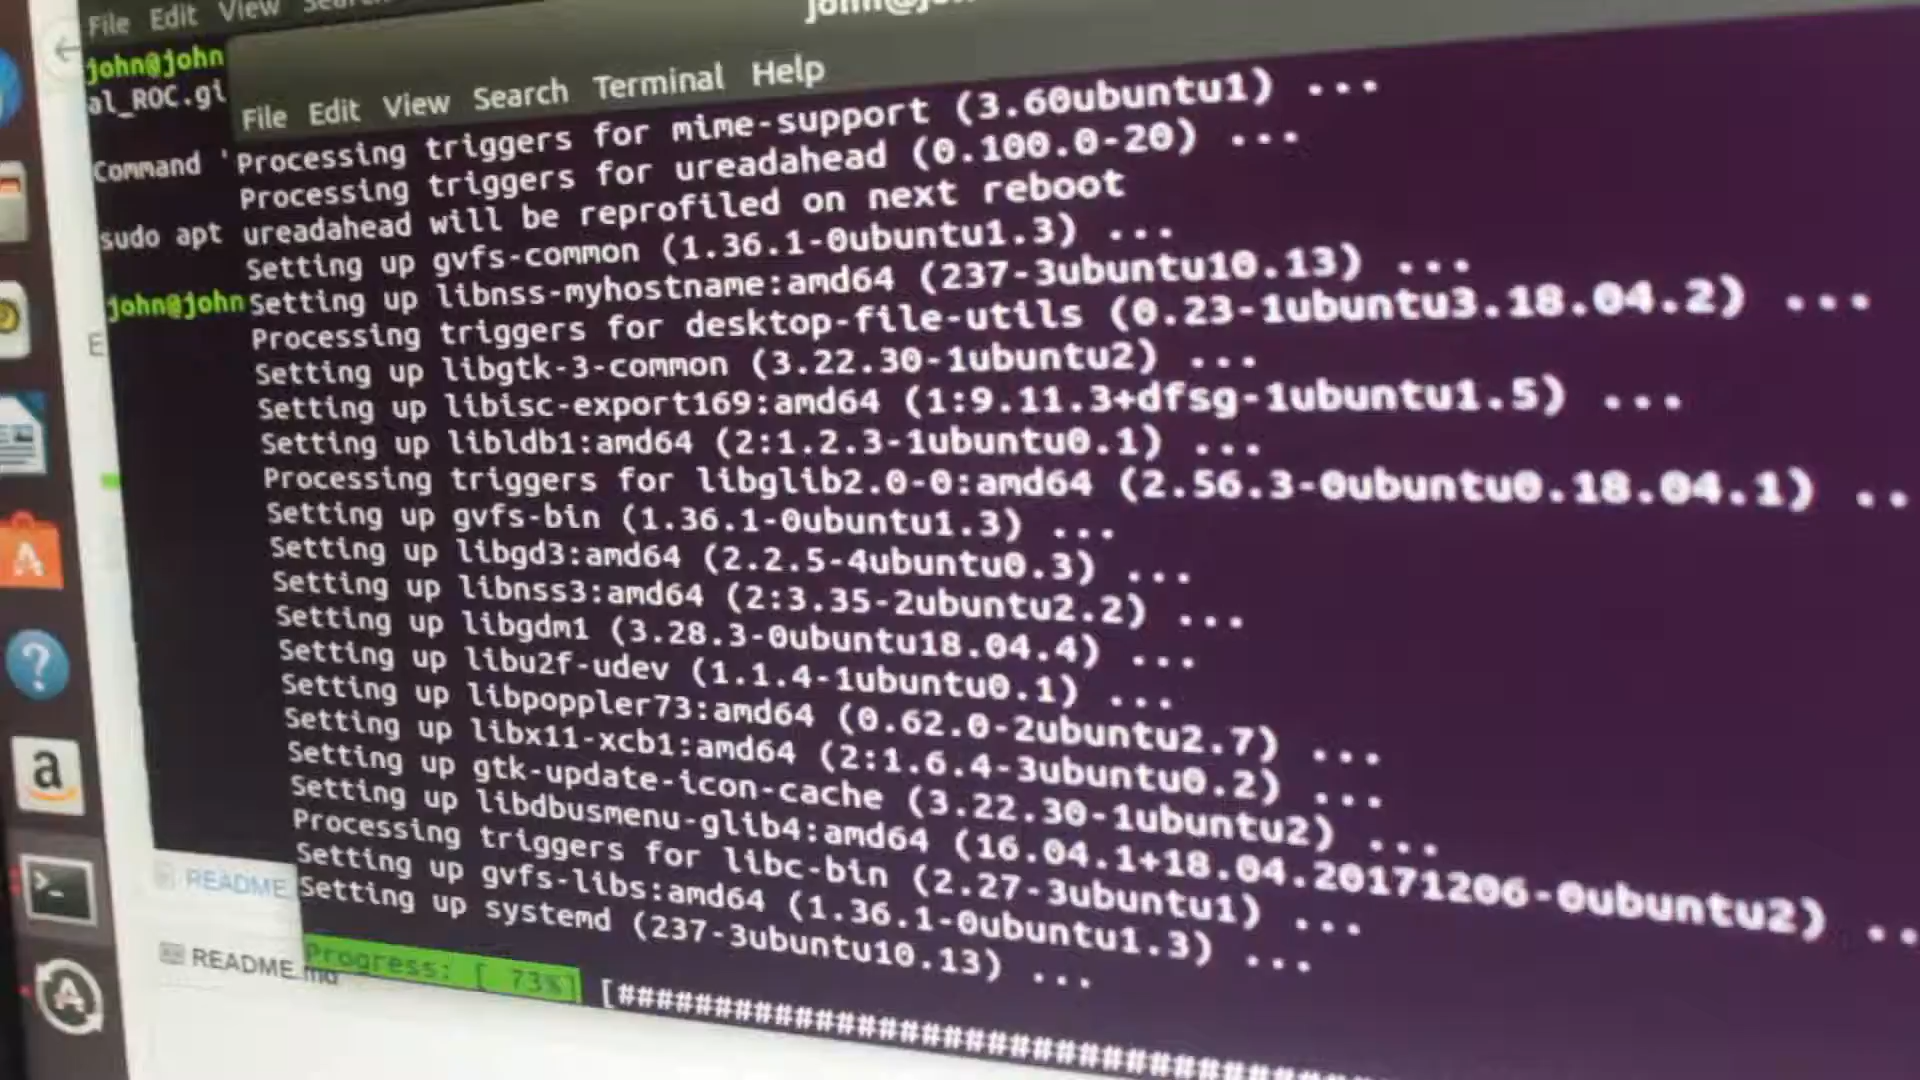 File Edit View
john@john
al_ROC.gi
Command '
sudo apt
john@john
File Edit View Search Terminal Help
Processing triggers for mime-support (3.60ubuntu1) ...
Processing triggers for ureadahead (0.100.0-20) ...
ureadahead will be reprofiled on next reboot
Setting up gvfs-common (1.36.1-0ubuntu1.3) ...
Setting up libnss-myhostname:amd64 (237-3ubuntu10.13) ...
Processing triggers for desktop-file-utils (0.23-1ubuntu3.18.04.2) ...
Setting up libgtk-3-common (3.22.30-1ubuntu2) ...
Setting up libisc-export169:amd64 (1:9.11.3+dfsg-1ubuntu1.5) ...
Setting up libldb1:amd64 (2:1.2.3-1ubuntu0.1) ...
Processing triggers for libglib2.0-0:amd64 (2.56.3-0ubuntu0.18.04.1) ..
Setting up gvfs-bin (1.36.1-0ubuntu1.3) ...
Setting up libgd3:amd64 (2.2.5-4ubuntu0.3) ...
Setting up libnss3:amd64 (2:3.35-2ubuntu2.2) ...
Setting up libgdm1 (3.28.3-0ubuntu18.04.4) ...
Setting up libu2f-udev (1.1.4-1ubuntu0.1) ...
Setting up libpoppler73:amd64 (0.62.0-2ubuntu2.7) ...
Setting up libx11-xcb1:amd64 (2:1.6.4-3ubuntu0.2) ...
Setting up gtk-update-icon-cache (3.22.30-1ubuntu2) ...
Setting up libdbusmenu-glib4:amd64 (16.04.1+18.04.20171206-0ubuntu2) ..
Processing triggers for libc-bin (2.27-3ubuntu1) ...
Setting up gvfs-libs:amd64 (1.36.1-0ubuntu1.3) ...
Setting up systemd (237-3ubuntu10.13) ...
Progress: [ 73%] [########################################
README
README.md